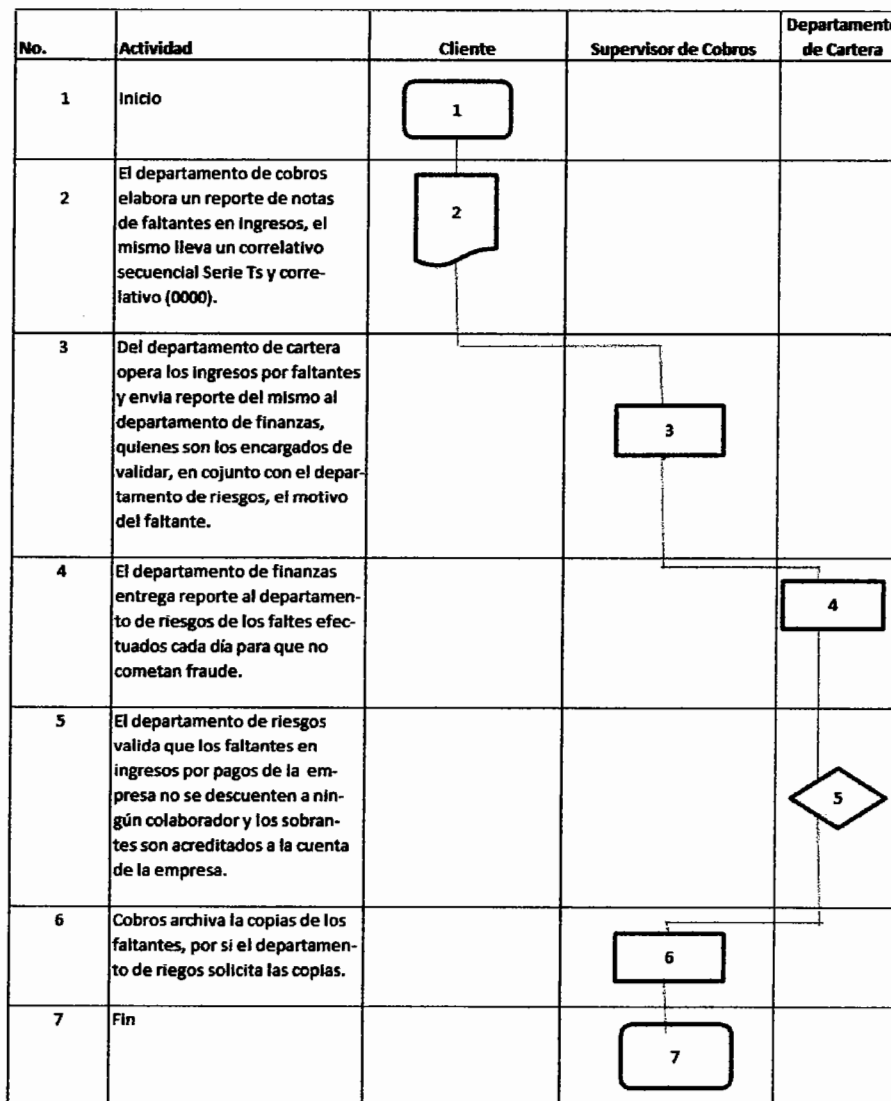 No. Actividad Cliente Supervisor de Cobros Departamento
de Cartera
1 Inicio 1
2 El departamento de cobros
elabora un reporte de notas
de faltantes en ingresos, el
mismo lleva un correlativo
secuencial Serie Ts y corre-
lativo (0000).
2
3 Del departamento de cartera
opera los ingresos por faltantes
y envia reporte del mismo al
departamento de finanzas,
quienes son los encargados de
validar, en cojunto con el depar-
tamento de riesgos, el motivo
del faltante.
3
4 El departamento de finanzas
entrega reporte al departamen-
to de riesgos de los faltes efec-
tuados cada día para que no
cometan fraude.
4
5 El departamento de riesgos
valida que los faltantes en
ingresos por pagos de la em-
presa no se descuenten a nin-
gún colaborador y los sobran-
tes son acreditados a la cuenta
de la empresa.
5
6 Cobros archiva la copias de los
faltantes, por si el departamen-
to de riegos solicita las copias.
6
7 Fin 7